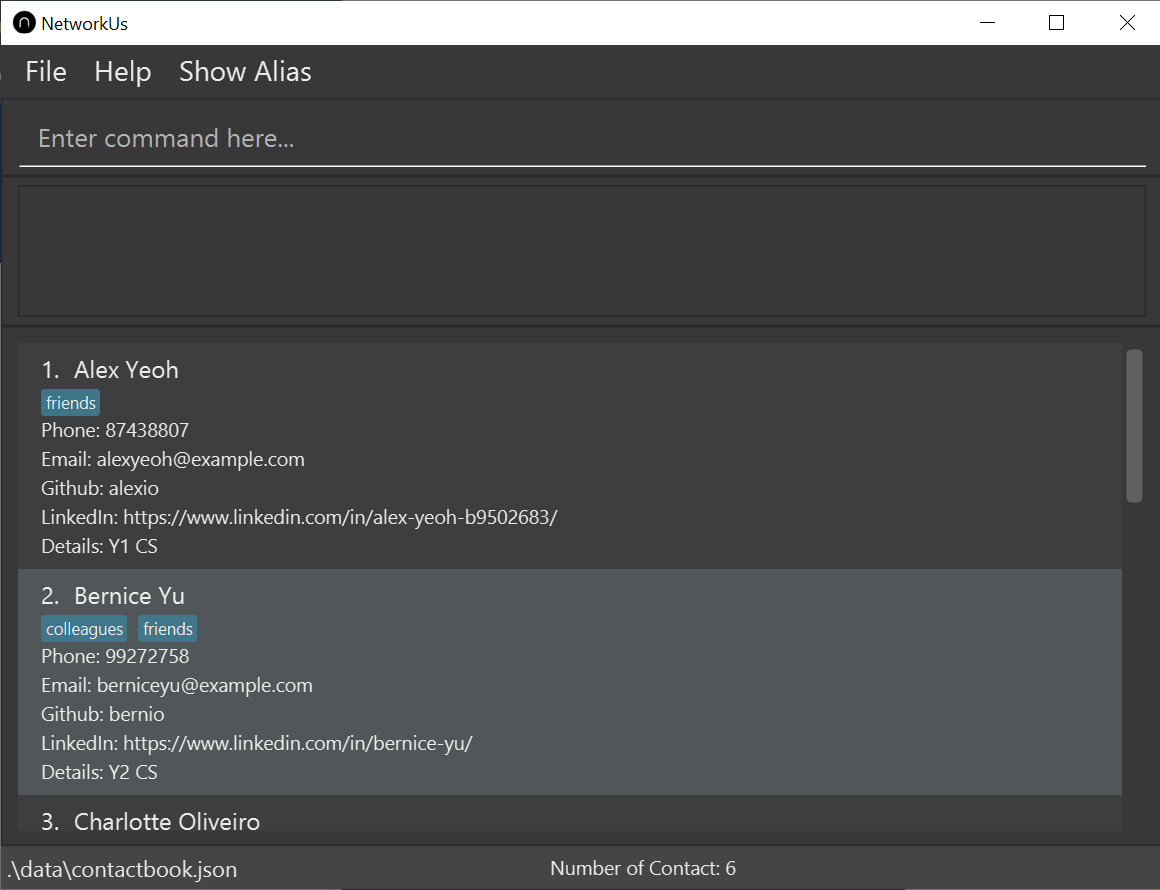 NetworkUs
File Help Show Alias
Enter command here...
1. Alex Yeoh
friends
Phone: 87438807
Email: alexyeoh@example.com
Github: alexio
LinkedIn: https://www.linkedin.com/in/alex-yeoh-b9502683/
Details: Y1 CS
2. Bernice Yu
colleagues friends
Phone: 99272758
Email: berniceyu@example.com
Github: bernio
LinkedIn: https://www.linkedin.com/in/bernice-yu/
Details: Y2 CS
3. Charlotte Oliveiro
.\data\contactbook.json Number of Contact: 6